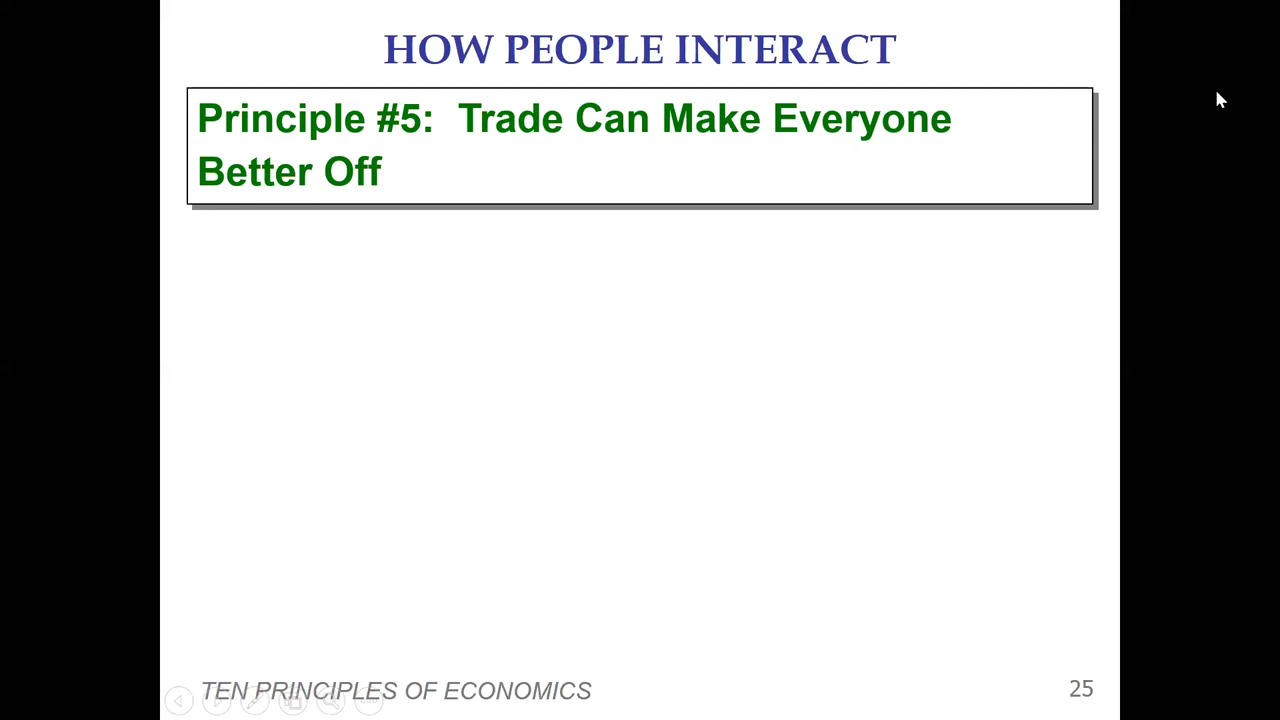 HOW PEOPLE INTERACT
Principle #5:  Trade Can Make Everyone
Better Off
TEN PRINCIPLES OF ECONOMICS
25